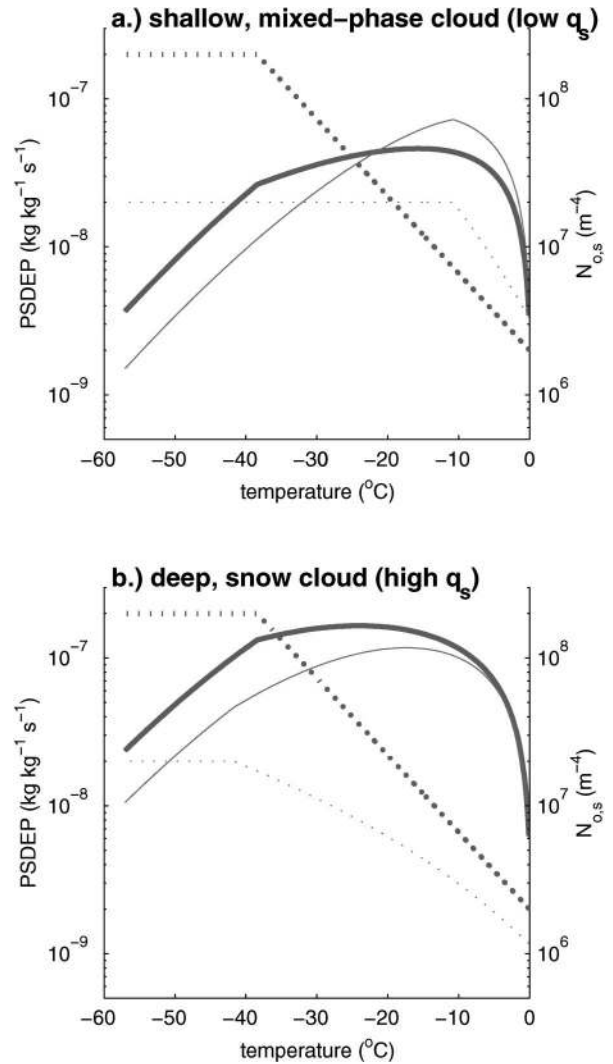 a.) shallow, mixed−phase cloud (low qs)
10−7
10−8
10−9
PSDEP (kg kg−1 s−1)
108
107
106
No,s (m−4)
−60 −50 −40 −30 −20 −10 0
temperature (oC)
b.) deep, snow cloud (high qs)
10−7
10−8
10−9
PSDEP (kg kg−1 s−1)
108
107
106
No,s (m−4)
−60 −50 −40 −30 −20 −10 0
temperature (oC)